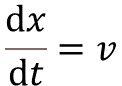 dx/dt = v